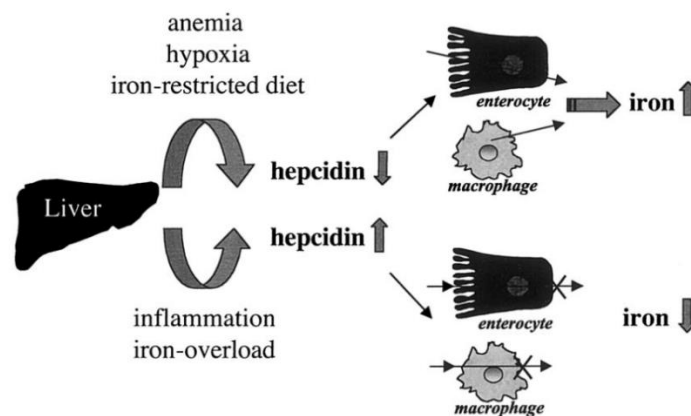 anemia
hypoxia
iron-restricted diet
enterocyte
iron
hepcidin
macrophage
Liver
hepcidin
enterocyte
iron
inflammation
iron-overload
macrophage